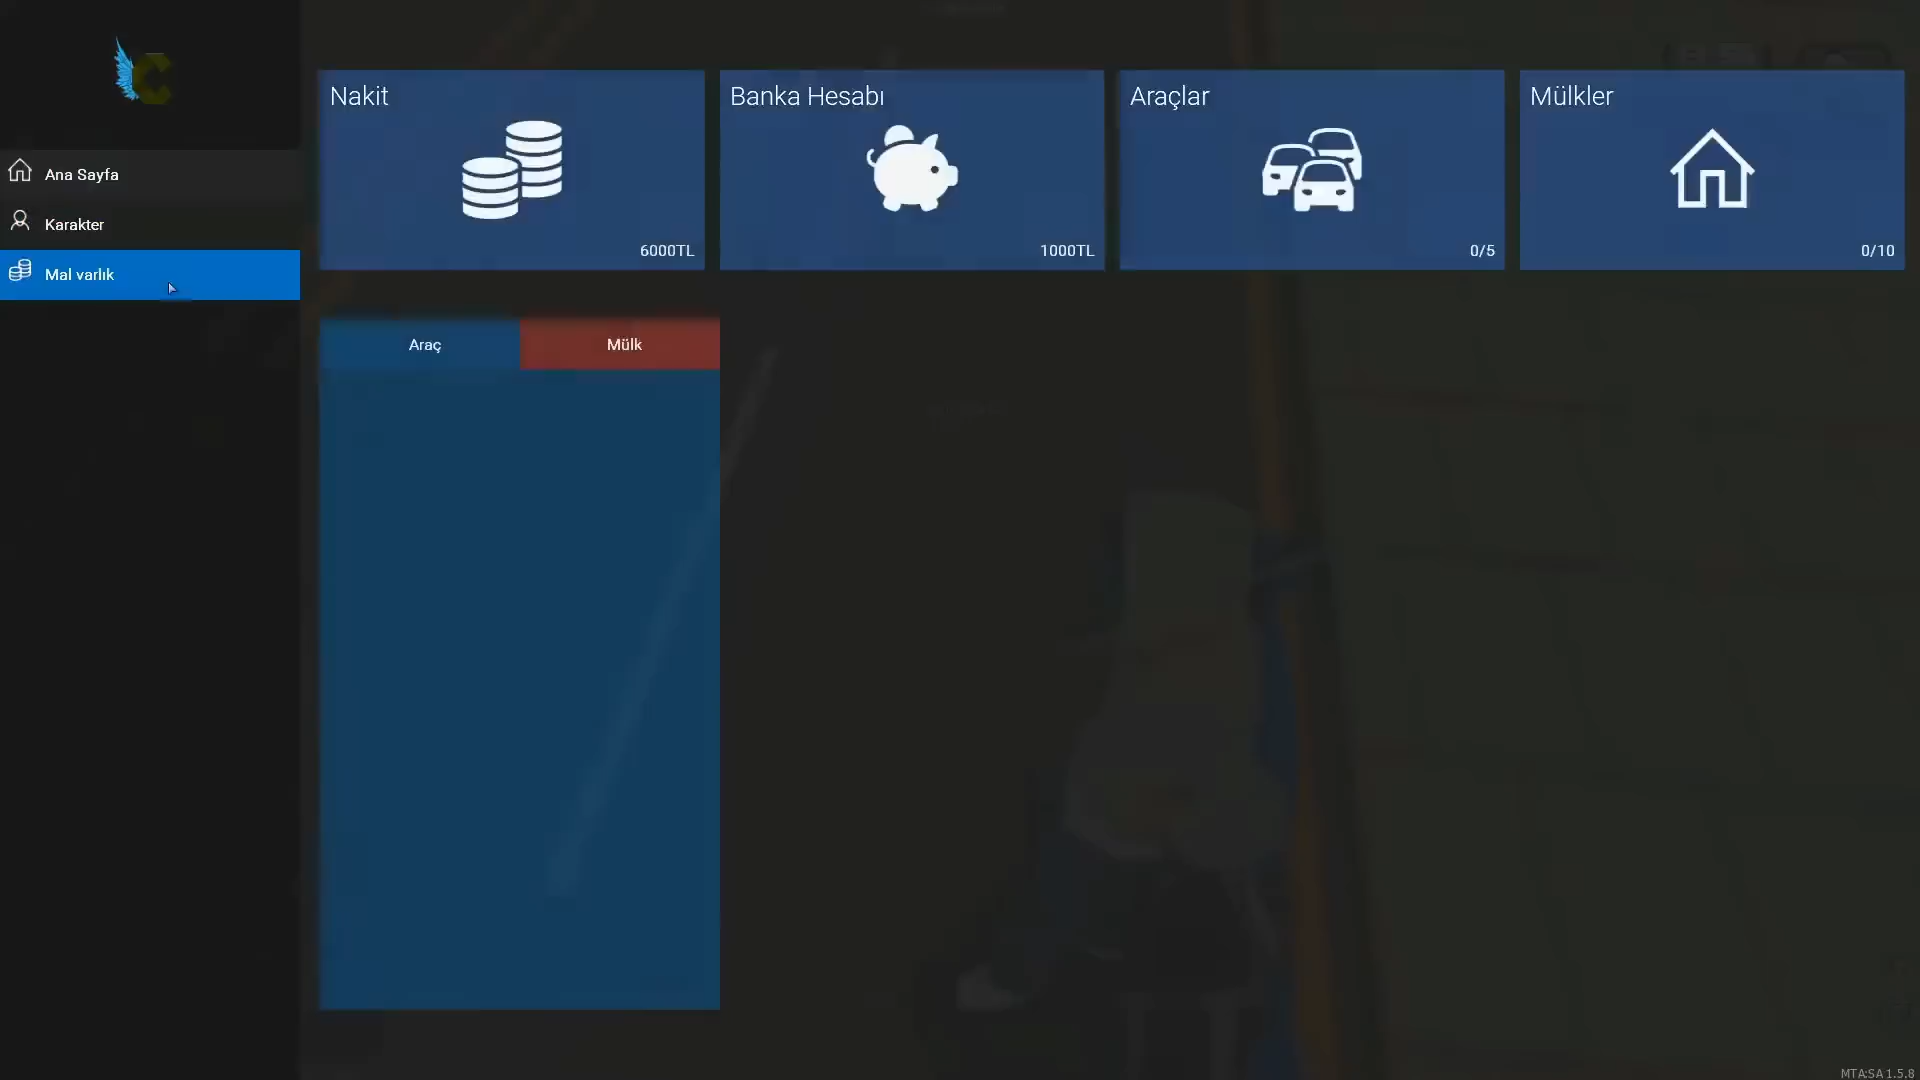 Ana Sayfa
Karakter
Mal varlık
Nakit
6000TL
Banka Hesabı
1000TL
Araçlar
0/5
Mülkler
0/10
Araç
Mülk
MTA:SA 1.5.8